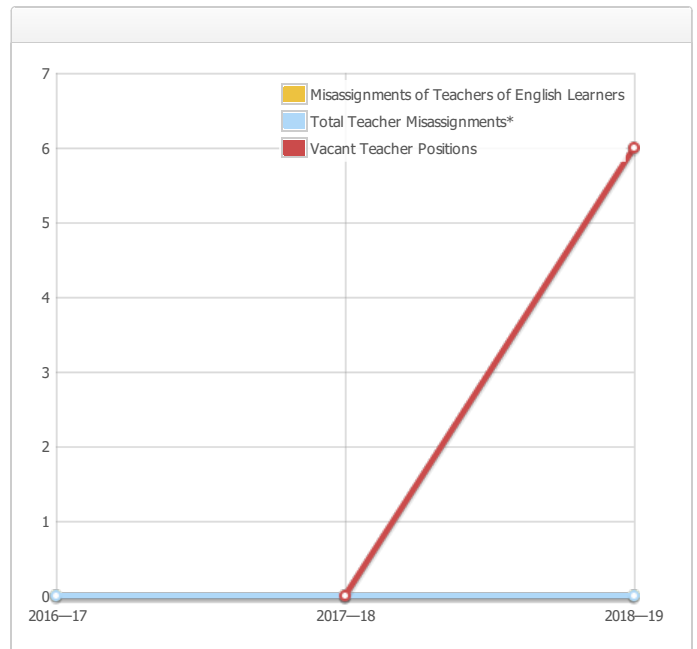 7
Misassignments of Teachers of English Learners
Total Teacher Misassignments*
6
Vacant Teacher Positions
5
4
3
2
1
0
2016—17 2017—18 2018—19